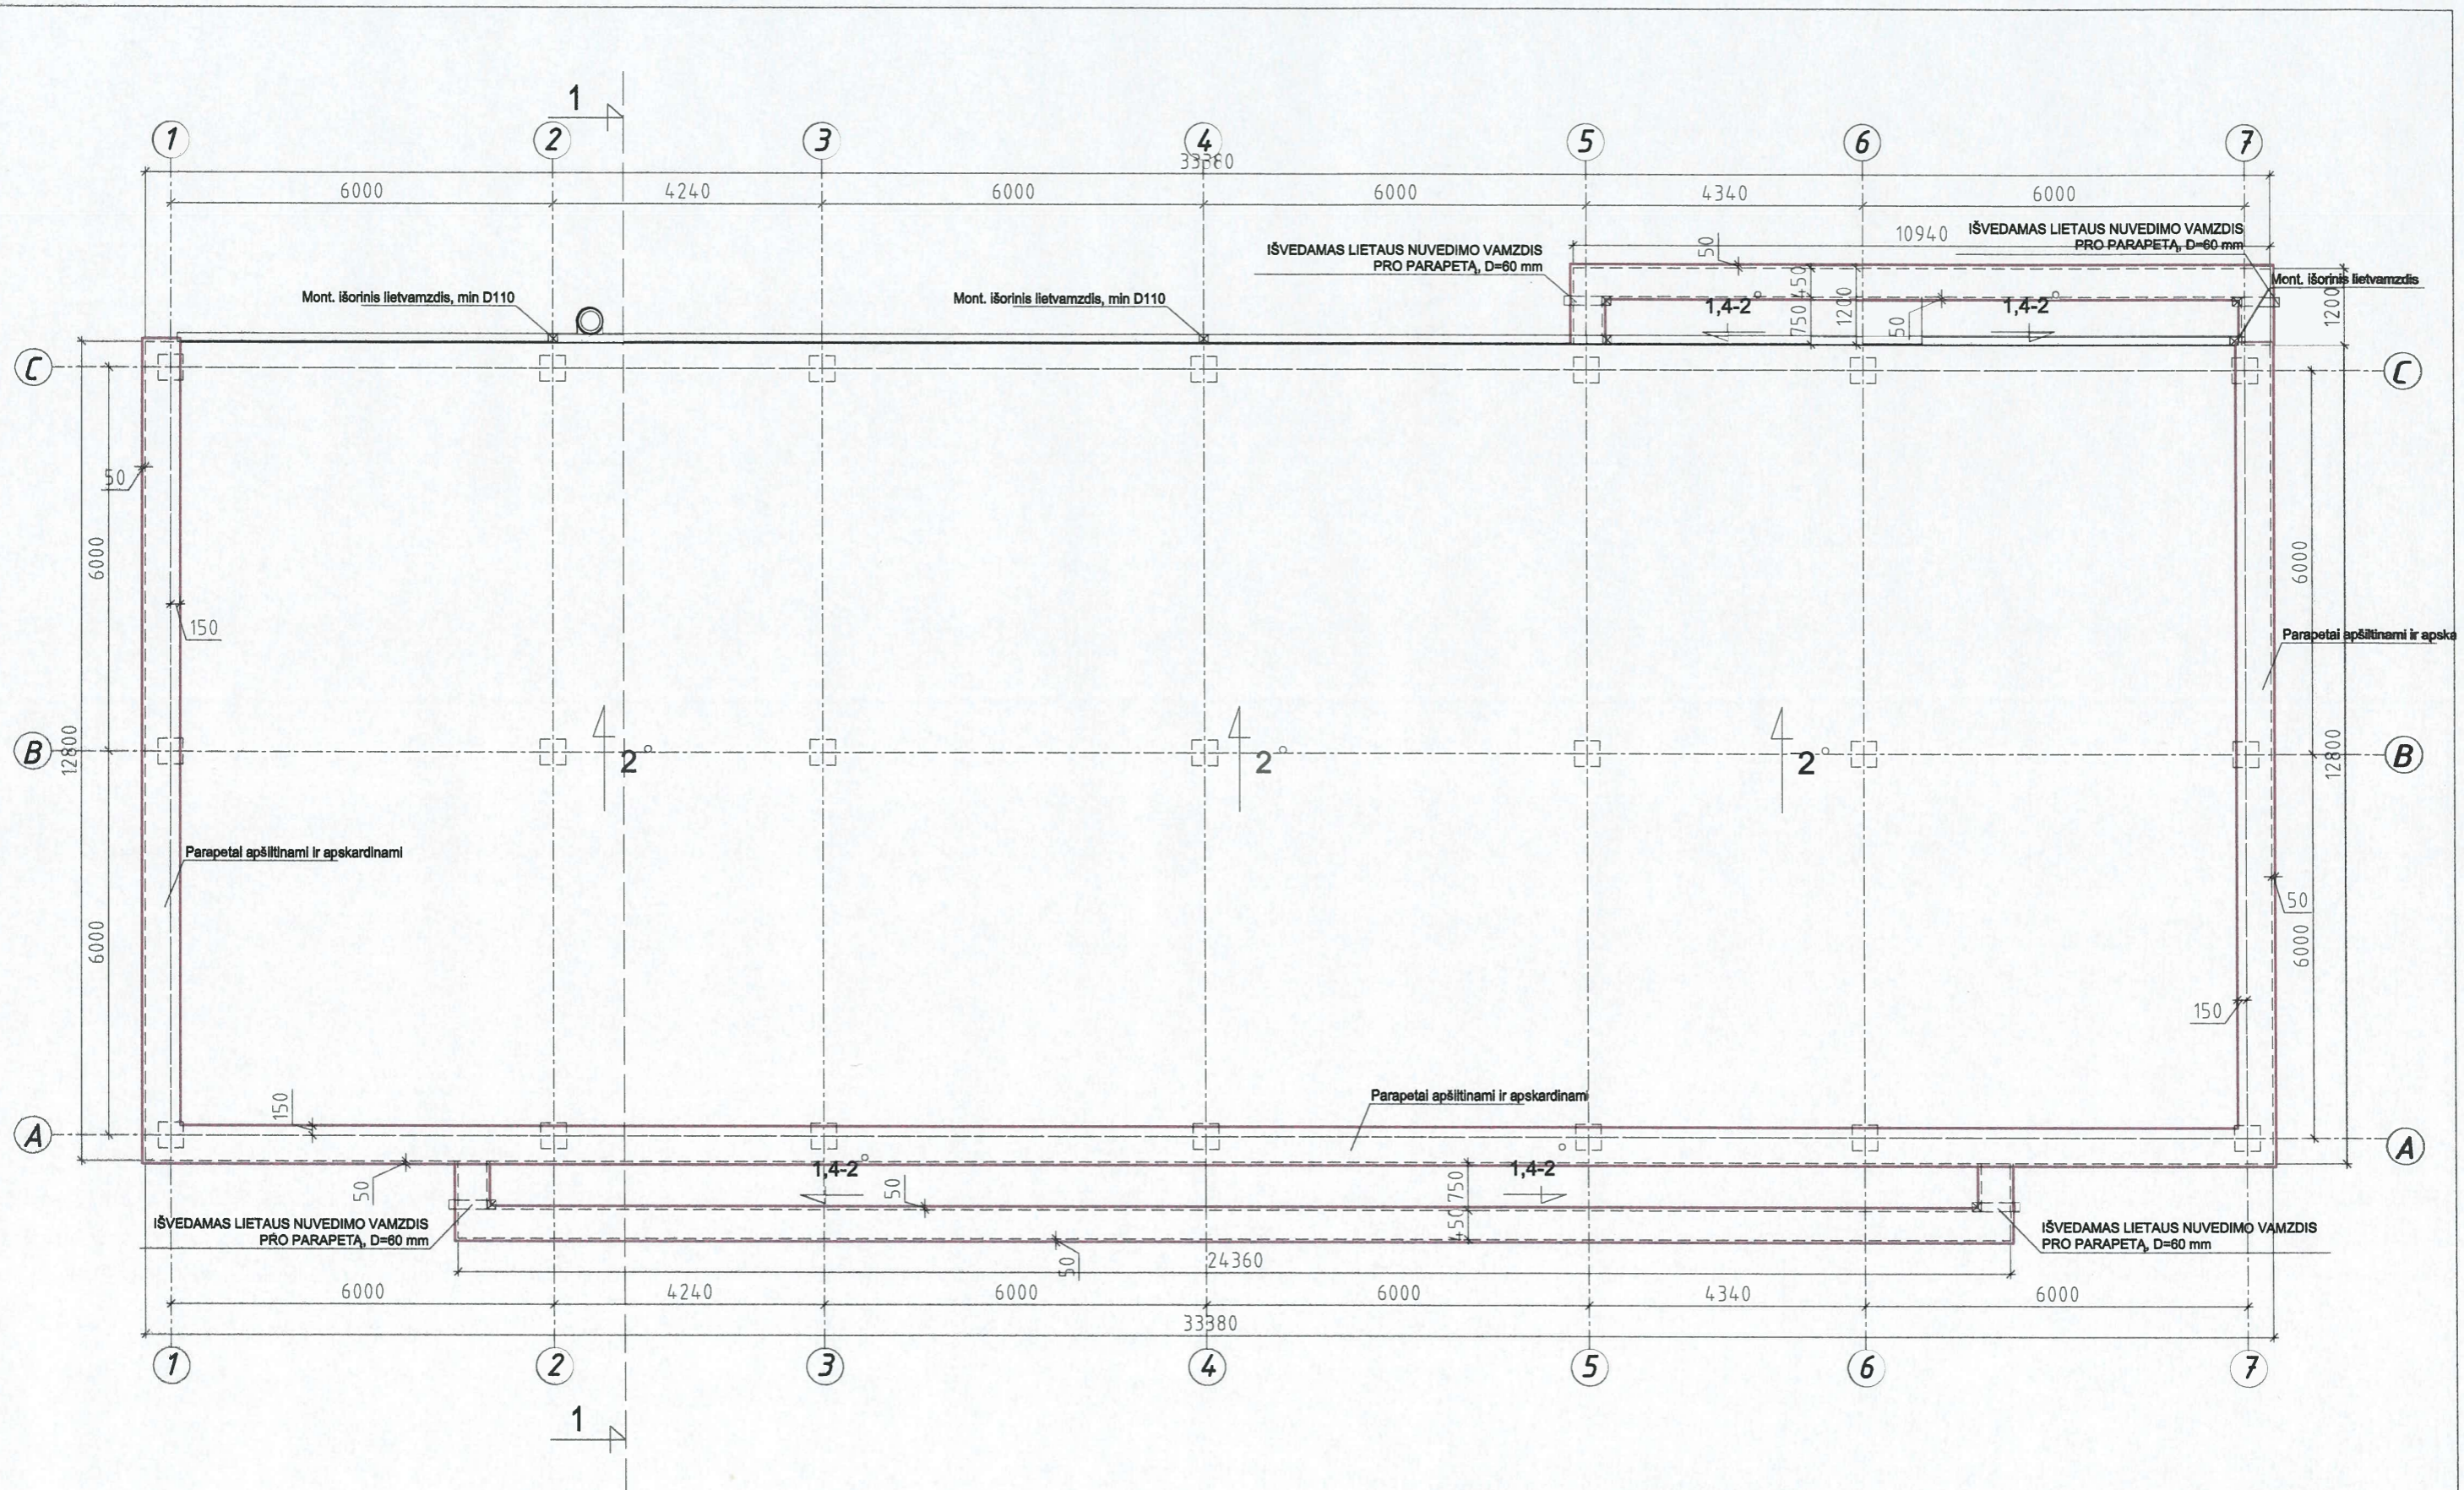 1
1 2 3 4 5 6 7
33380
6000 4240 6000 6000 4340 6000
IŠVEDAMAS LIETAUS NUVEDIMO VAMZDIS
PRO PARAPETĄ, D=60 mm
50
10940
IŠVEDAMAS LIETAUS NUVEDIMO VAMZDIS
PRO PARAPETĄ, D=60 mm
Mont. išorinis lietvamzdis, min D110
Mont. išorinis lietvamzdis, min D110
Mont. išorinis lietvamzdis
450
750
1200
50
1,4-2°
1,4-2°
1200
C
C
50
6000
150
6000
Parapetai apšiltinami ir apska
B
12800
2°
2°
2°
12800
B
Parapetai apšiltinami ir apskardinami
6000
50
6000
150
150
Parapetai apšiltinami ir apskardinami
A
A
50
1,4-2°
50
1,4-2°
750
450
IŠVEDAMAS LIETAUS NUVEDIMO VAMZDIS
PRO PARAPETĄ, D=60 mm
IŠVEDAMAS LIETAUS NUVEDIMO VAMZDIS
PRO PARAPETĄ, D=60 mm
50
24360
6000 4240 6000 6000 4340 6000
33380
1 2 3 4 5 6 7
1